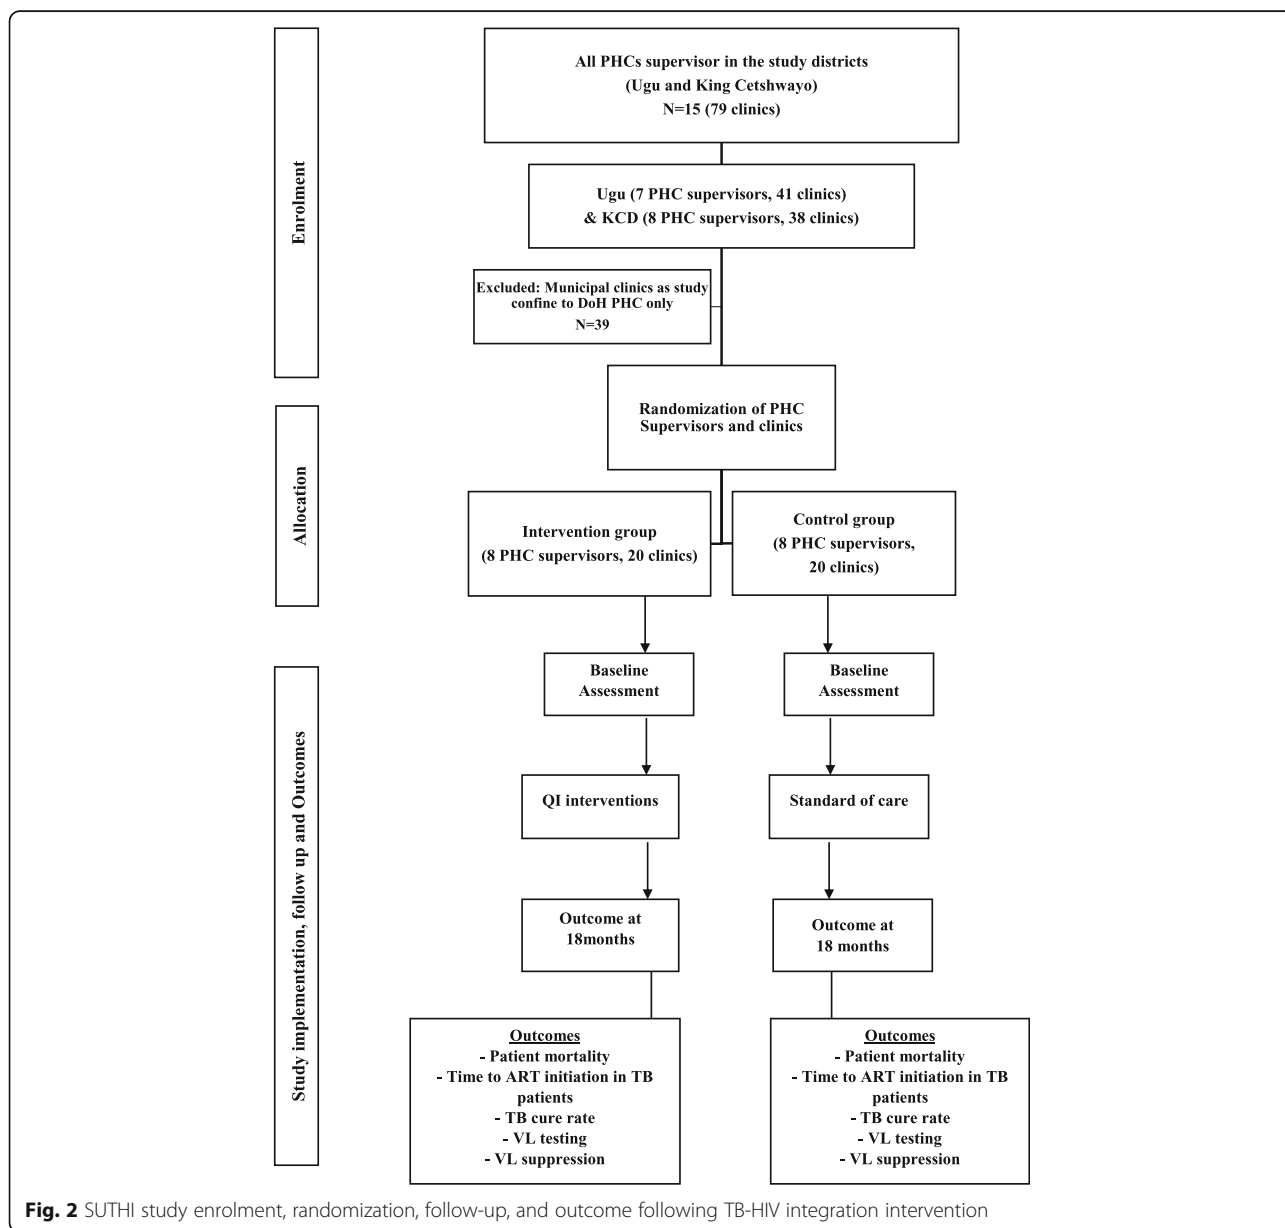 Enrolment
All PHCs supervisor in the study districts
(Ugu and King Cetshwayo)
N=15 (79 clinics)
Ugu (7 PHC supervisors, 41 clinics)
& KCD (8 PHC supervisors, 38 clinics)
Excluded: Municipal clinics as study
confine to DoH PHC only
N=39
Randomization of PHC
Supervisors and clinics
Allocation
Intervention group
(8 PHC supervisors, 20 clinics)
Control group
(8 PHC supervisors,
20 clinics)
Study implementation, follow up and Outcomes
Baseline
Assessment
Baseline
Assessment
QI interventions
Standard of care
Outcome at
18months
Outcome at
18 months
Outcomes
- Patient mortality
- Time to ART initiation in TB
patients
- TB cure rate
- VL testing
- VL suppression
Outcomes
- Patient mortality
- Time to ART initiation in TB
patients
- TB cure rate
- VL testing
- VL suppression
Fig. 2 SUTHI study enrolment, randomization, follow-up, and outcome following TB-HIV integration intervention